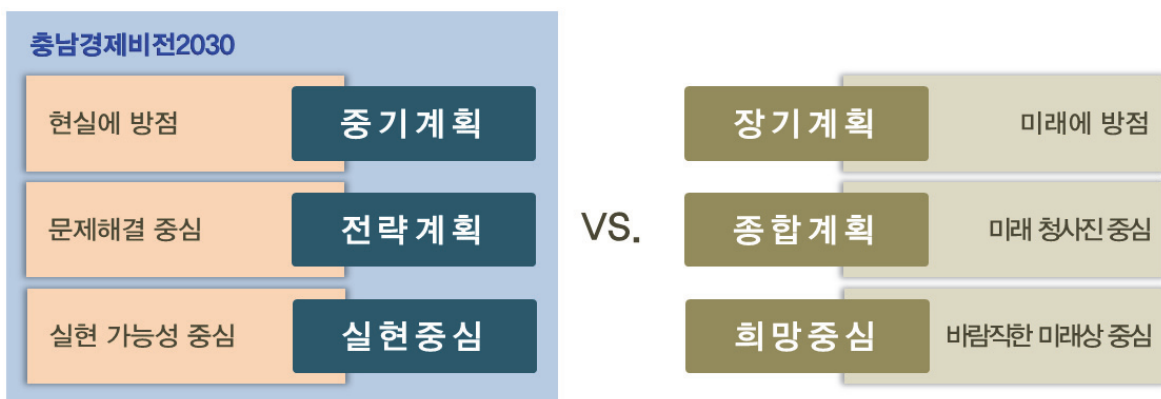 충남경제비전2030
현실에 방점 중기계획
문제해결 중심 전략계획
실현 가능성 중심 실현중심
VS.
장기계획 미래에 방점
종합계획 미래 청사진 중심
희망중심 바람직한 미래상 중심